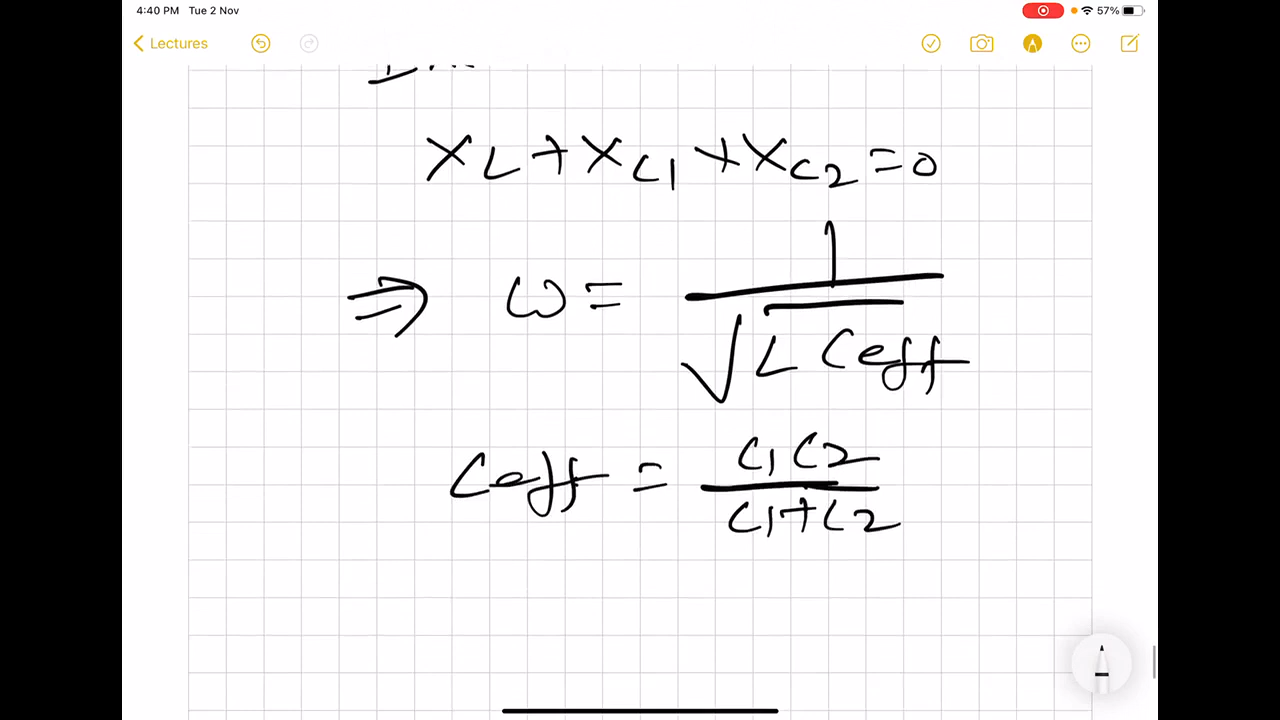 4:40 PM Tue 2 Nov 57%
Lectures
XL + XC1 + XC2 = 0
⇒ ω = 1 / √(L Ceff)
Ceff = C1C2 / C1+C2